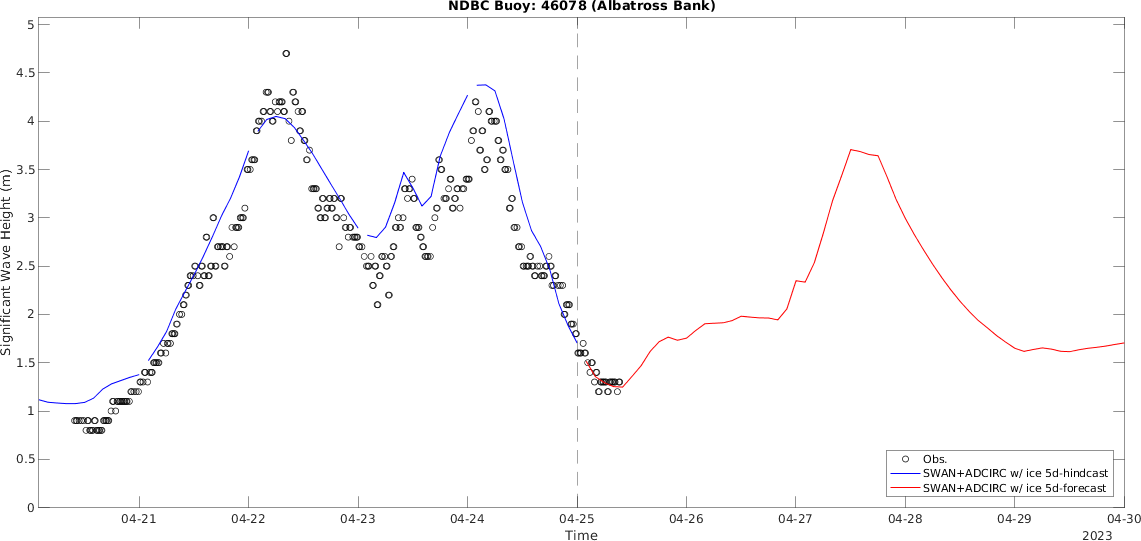 NDBC Buoy: 46078 (Albatross Bank)
5
4.5
4
3.5
3
2.5
2
1.5
1
0.5
0
Significant Wave Height (m)
Obs.
SWAN+ADCIRC w/ ice 5d-hindcast
SWAN+ADCIRC w/ ice 5d-forecast
04-21 04-22 04-23 04-24 04-25 04-26 04-27 04-28 04-29 04-30
Time
2023